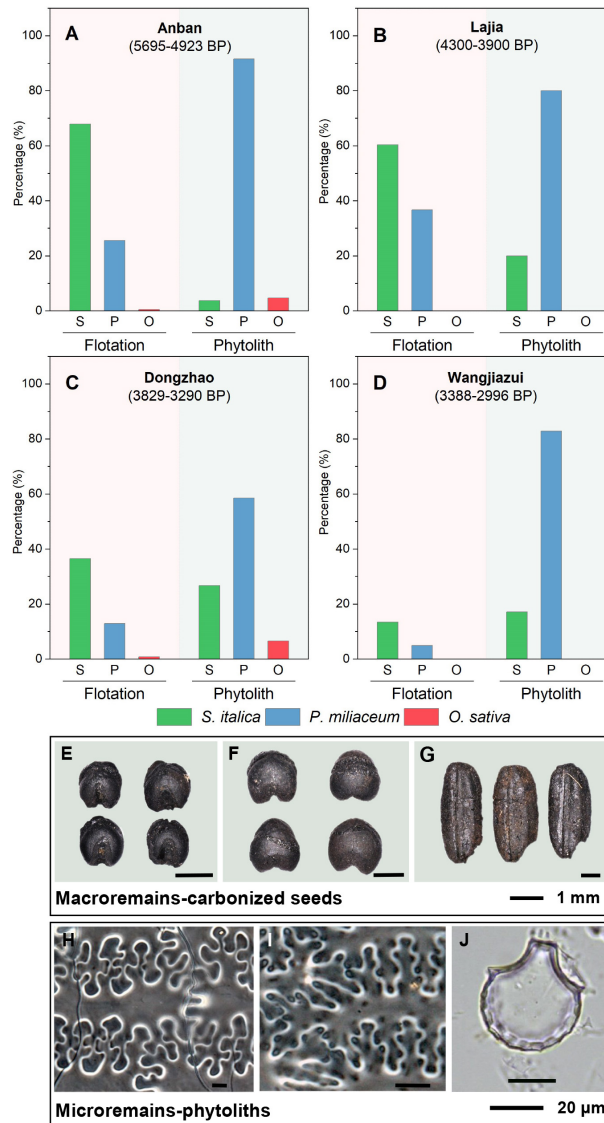 A
Anban
(5695-4923 BP)
Percentage (%)
100
80
60
40
20
0
S P O S P O
Flotation Phytolith
B
Lajia
(4300-3900 BP)
Percentage (%)
100
80
60
40
20
0
S P O S P O
Flotation Phytolith
C
Dongzhao
(3829-3290 BP)
Percentage (%)
100
80
60
40
20
0
S P O S P O
Flotation Phytolith
D
Wangjiazui
(3388-2996 BP)
Percentage (%)
100
80
60
40
20
0
S P O S P O
Flotation Phytolith
S. italica P. miliaceum O. sativa
E F G
Macroremains-carbonized seeds 1 mm
H I J
Microremains-phytoliths 20 μm